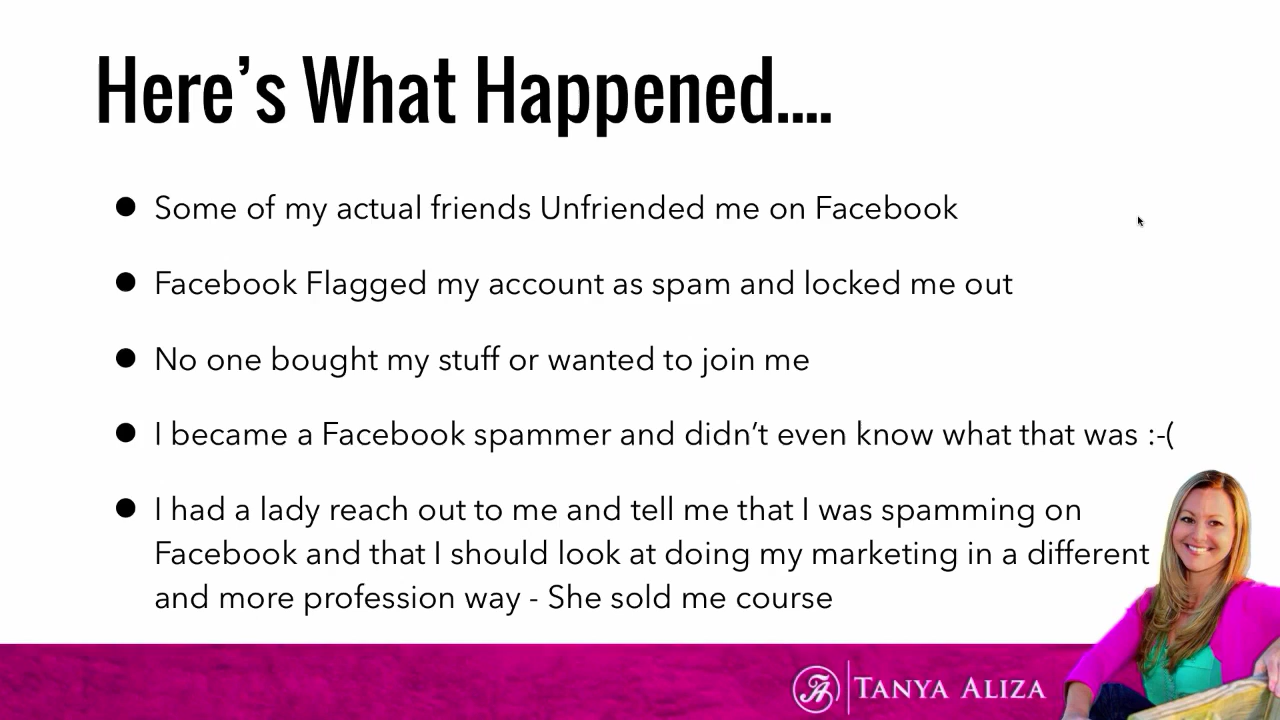 Here’s What Happened....
Some of my actual friends Unfriended me on Facebook
Facebook Flagged my account as spam and locked me out
No one bought my stuff or wanted to join me
I became a Facebook spammer and didn’t even know what that was :-(
I had a lady reach out to me and tell me that I was spamming on
Facebook and that I should look at doing my marketing in a different
and more profession way - She sold me course
TANYA ALIZA